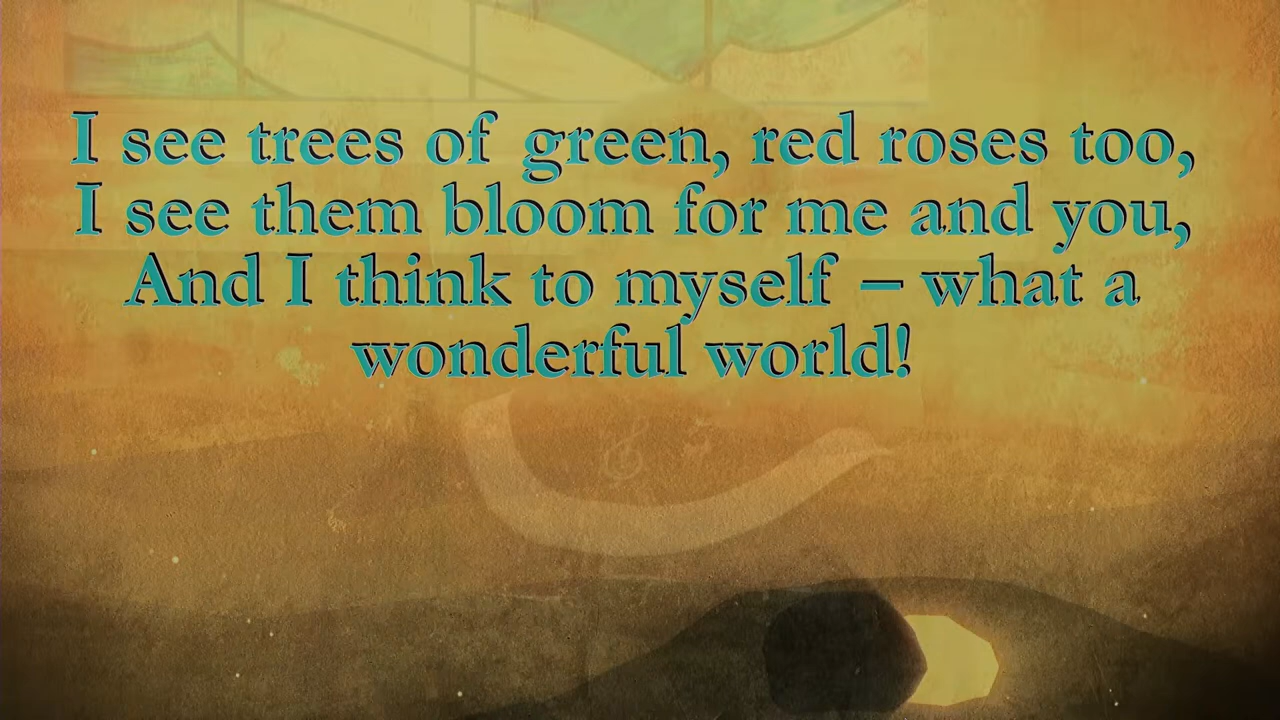 I see trees of green, red roses too,
I see them bloom for me and you,
And I think to myself – what a
wonderful world!